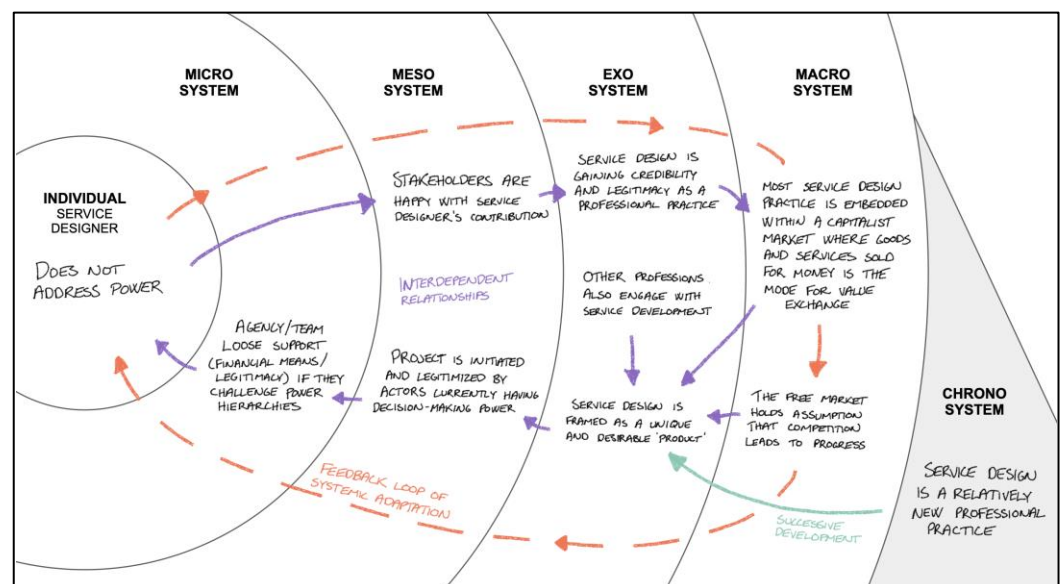 MICRO
SYSTEM
MESO
SYSTEM
EXO
SYSTEM
MACRO
SYSTEM
INDIVIDUAL
SERVICE
DESIGNER
DOES NOT
ADDRESS POWER
STAKEHOLDERS ARE
HAPPY WITH SERVICE
DESIGNER'S CONTRIBUTION
SERVICE DESIGN IS
GAINING CREDIBILITY
AND LEGITIMACY AS A
PROFESSIONAL PRACTICE
MOST SERVICE DESIGN
PRACTICE IS EMBEDDED
WITHIN A CAPITALIST
MARKET WHERE GOODS
AND SERVICES SOLD
FOR MONEY IS THE
MODE FOR VALUE
EXCHANGE
INTERDEPENDENT
RELATIONSHIPS
OTHER PROFESSIONS
ALSO ENGAGE WITH
SERVICE DEVELOPMENT
AGENCY/TEAM
LOOSE SUPPORT
(FINANCIAL MEANS/
LEGITIMACY) IF THEY
CHALLENGE POWER
HIERARCHIES
PROJECT IS INITIATED
AND LEGITIMIZED BY
ACTORS CURRENTLY HAVING
DECISION-MAKING POWER
SERVICE DESIGN IS
FRAMED AS A UNIQUE
AND DESIRABLE 'PRODUCT'
THE FREE MARKET
HOLDS ASSUMPTION
THAT COMPETITION
LEADS TO PROGRESS
CHRONO
SYSTEM
SERVICE DESIGN
IS A RELATIVELY
NEW PROFESSIONAL
PRACTICE
FEEDBACK LOOP OF
SYSTEMIC ADAPTATION
SUCCESSIVE
DEVELOPMENT